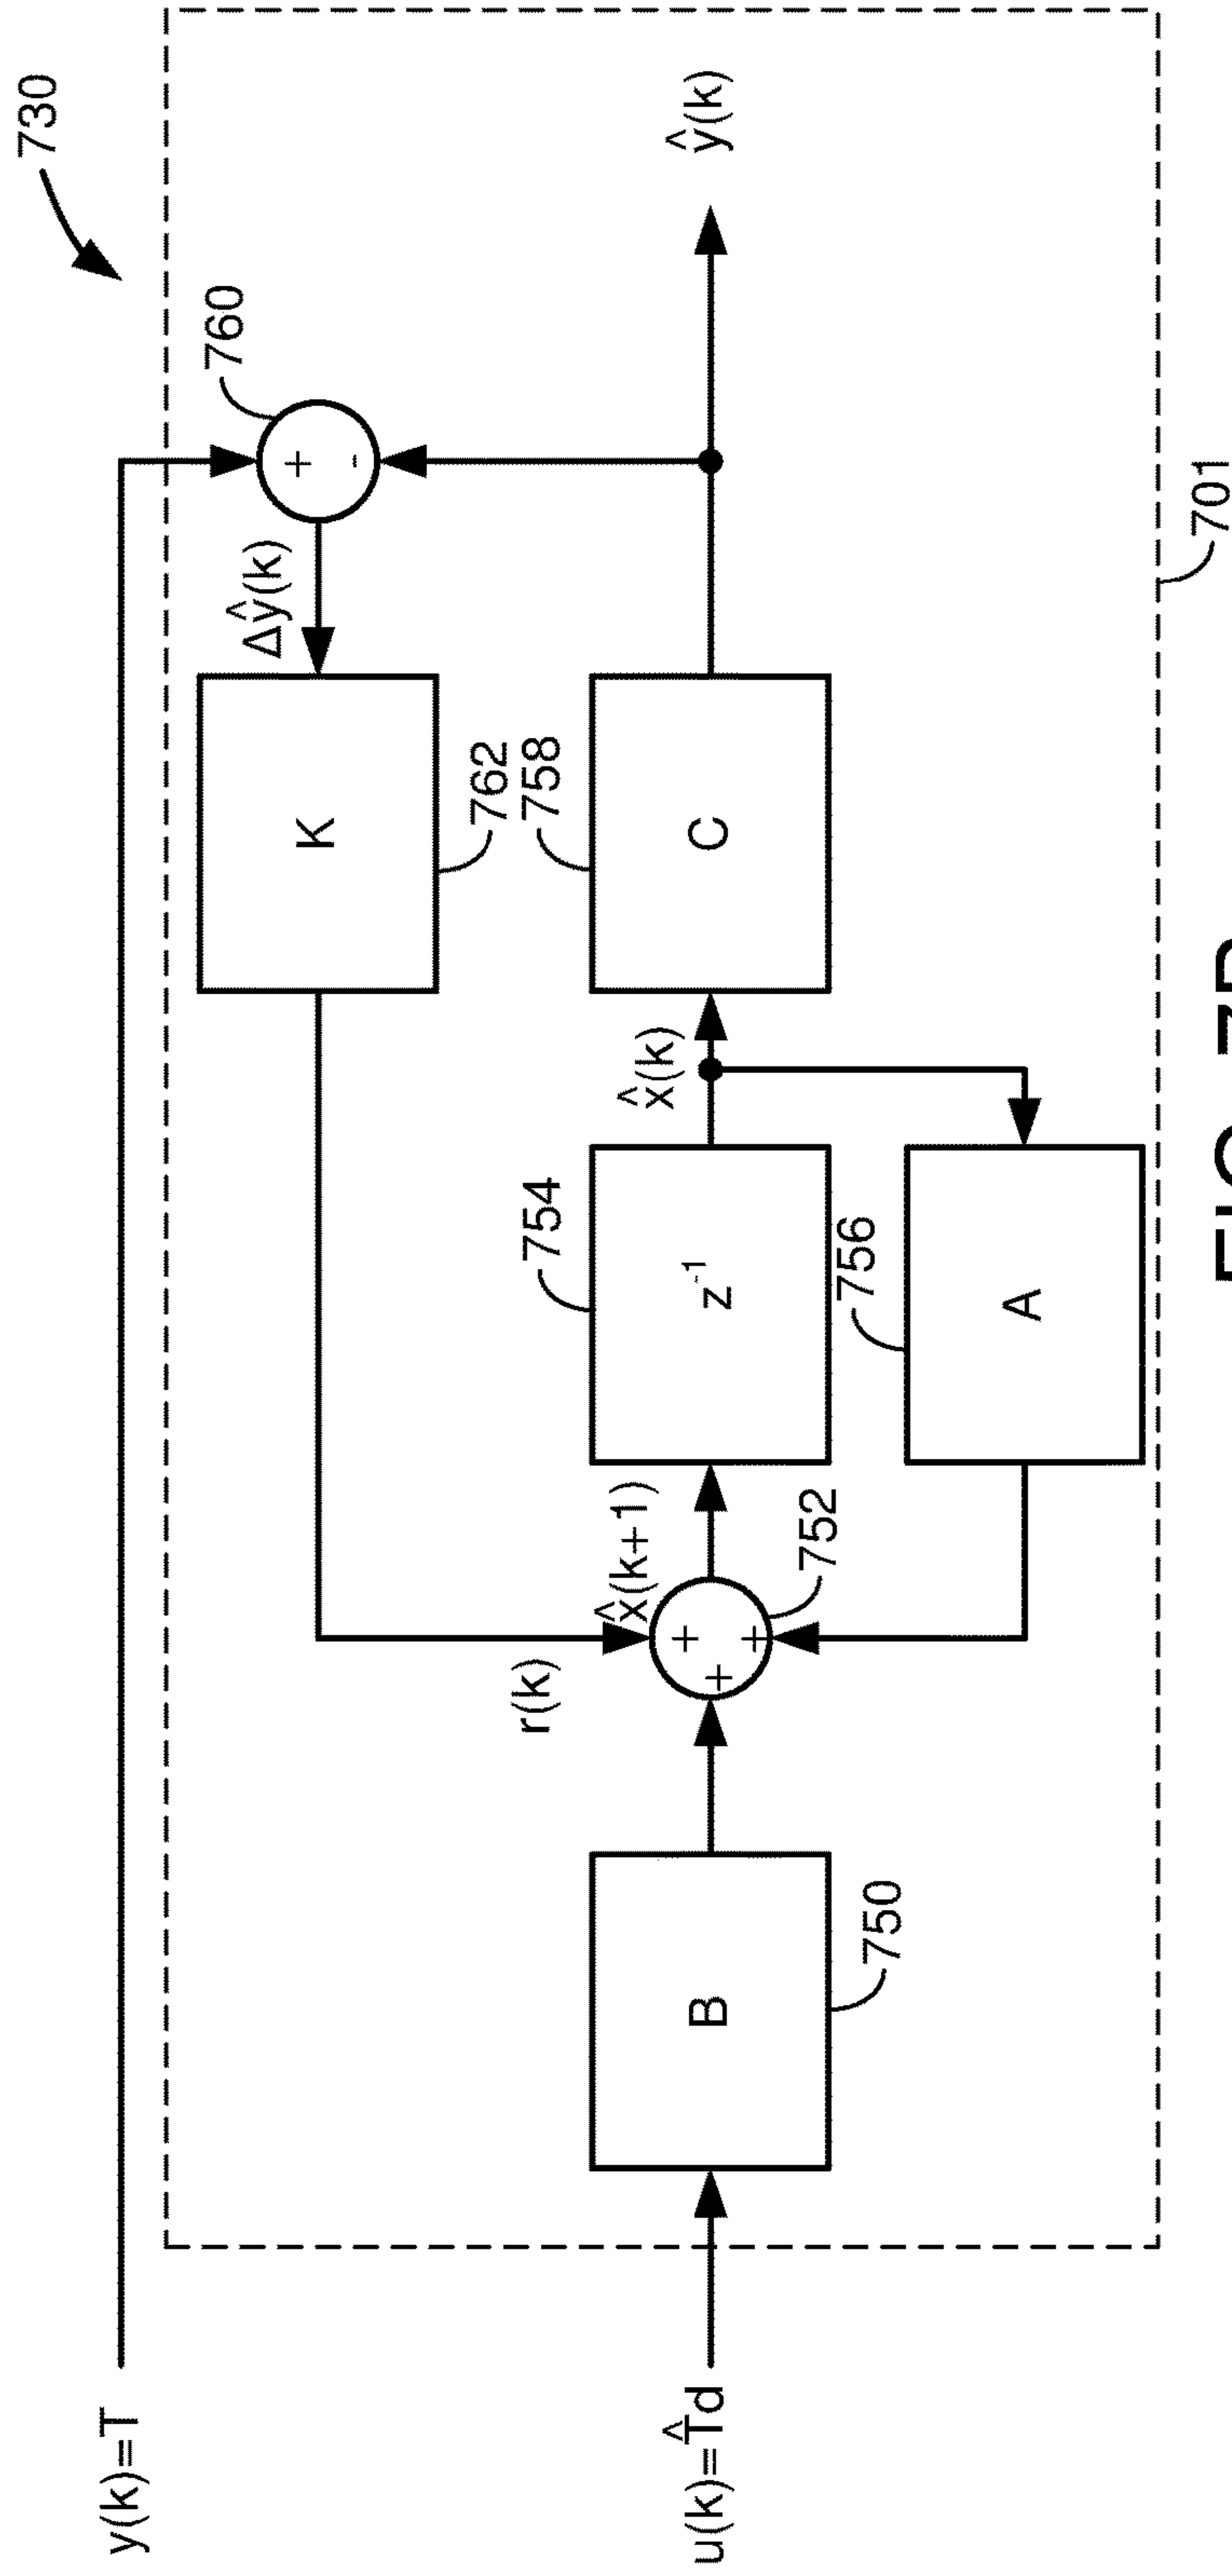 730
y(k)=T̅
760
Δŷ(k)
K
762
r(k)
x̂(k+1)
754
z⁻¹
x̂(k)
758
C
ŷ(k)
u(k)=T̂d
B
750
+
+
+
752
756
A
+
-
701